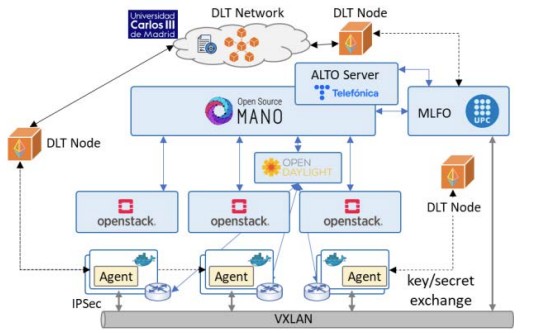 Universidad
Carlos III
de Madrid
DLT Network
DLT Node
ALTO Server
Telefónica
Open Source
MANO
MLFO
UPC
DLT Node
OPEN
DAYLIGHT
openstack.
openstack.
openstack.
DLT Node
Agent
Agent
Agent
key/secret
exchange
IPSec
VXLAN